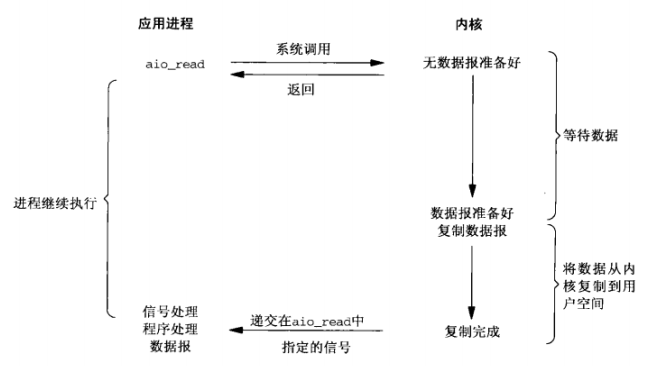 应用进程
内核
系统调用
aio_read
无数据报准备好
返回
等待数据
进程继续执行
数据报准备好
复制数据报
将数据从内
核复制到用
户空间
信号处理
程序处理
数据报
递交在aio_read中
指定的信号
复制完成